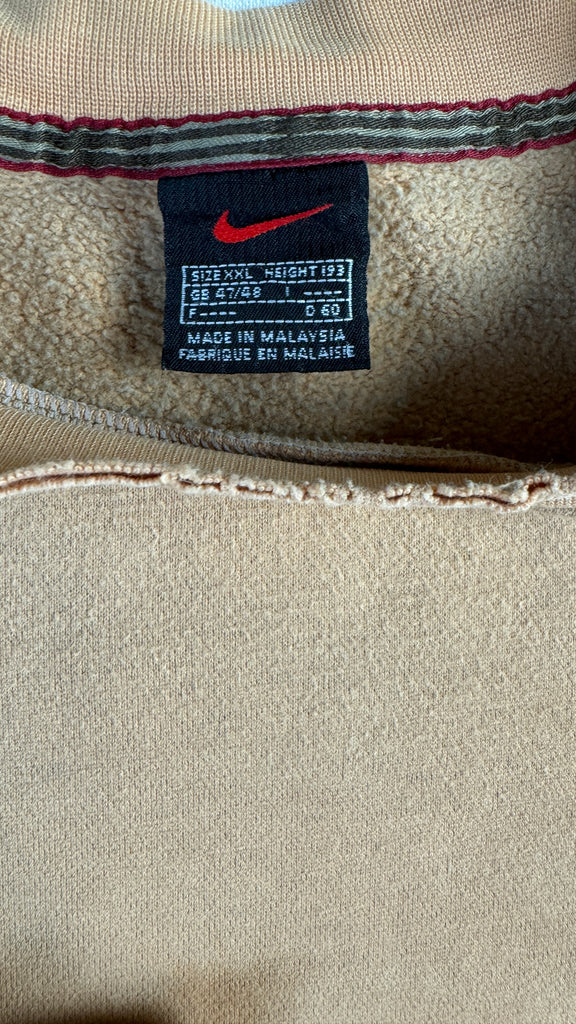 SIZE XXL HEIGHT 193
GB 47/48 I ----
F ---- D 60
MADE IN MALAYSIA
FABRIQUE EN MALAISIE